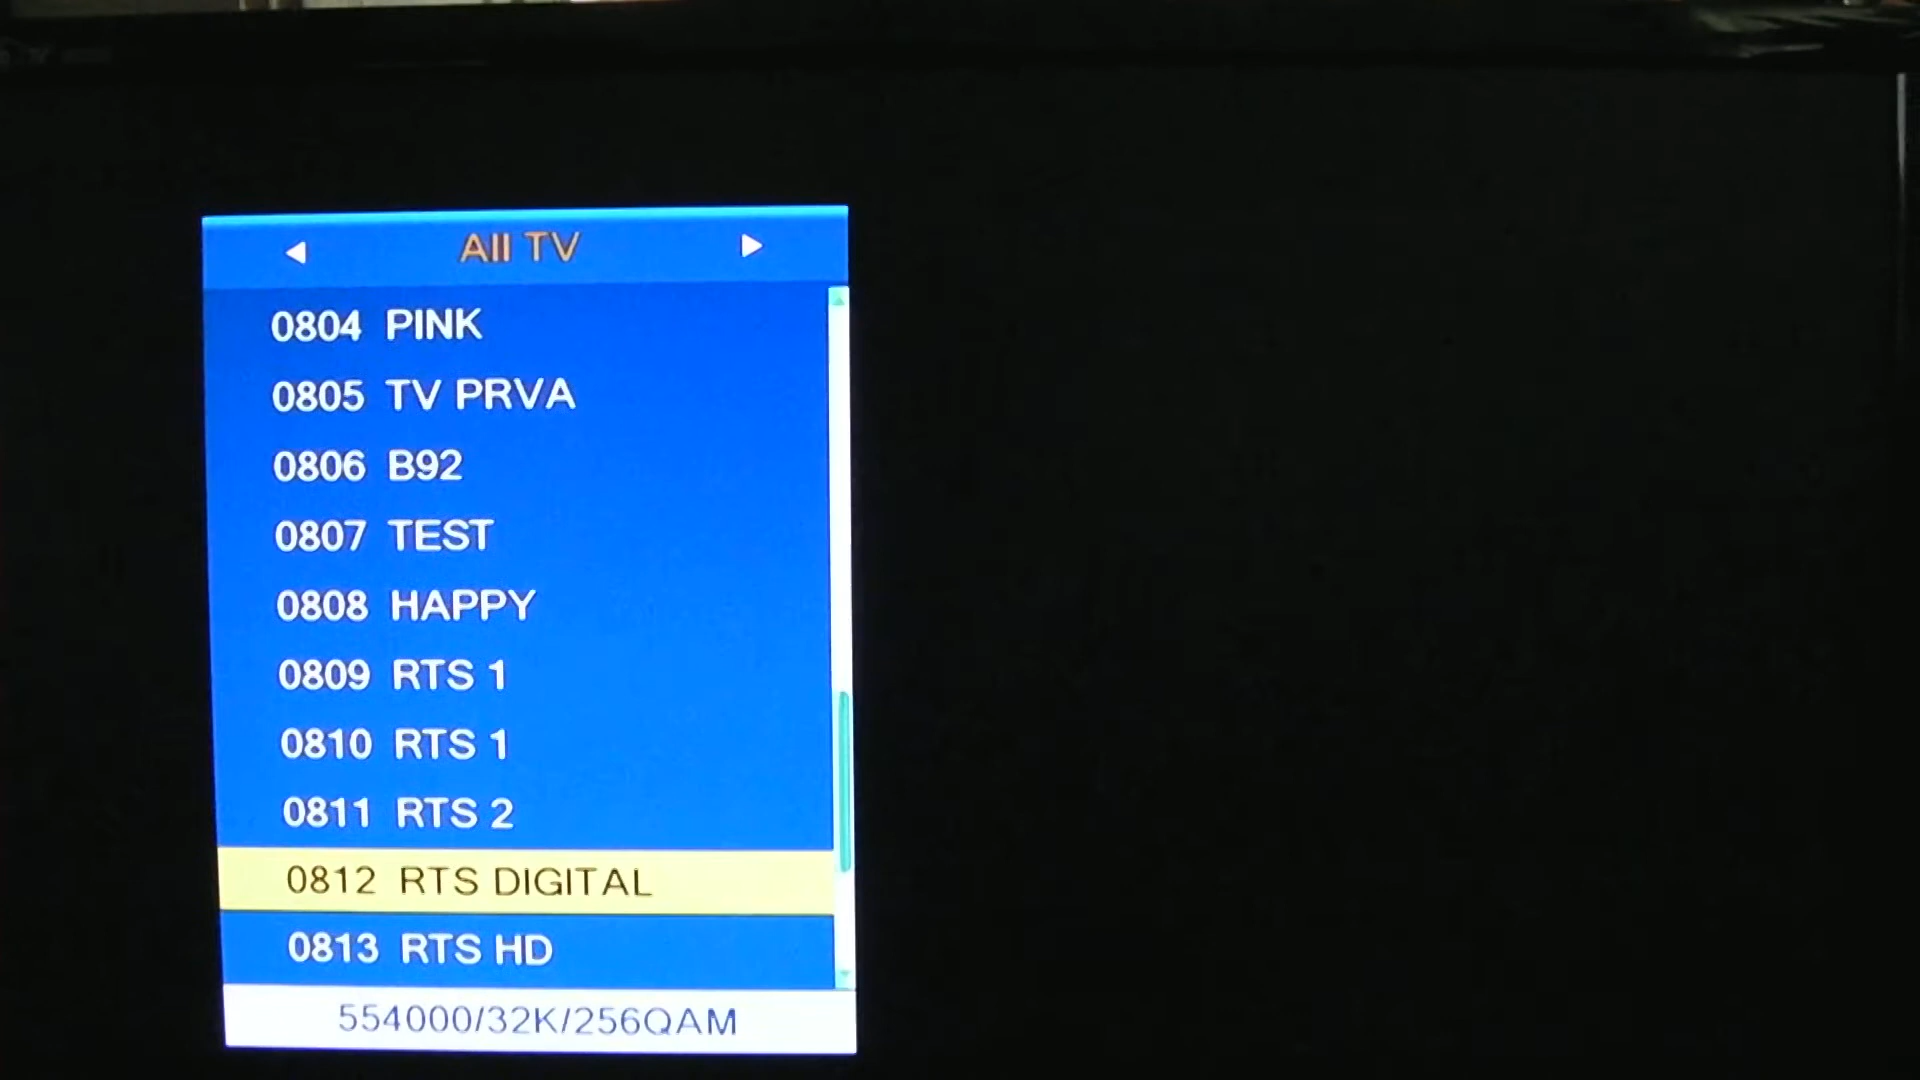 All TV
0804 PINK
0805 TV PRVA
0806 B92
0807 TEST
0808 HAPPY
0809 RTS 1
0810 RTS 1
0811 RTS 2
0812 RTS DIGITAL
0813 RTS HD
554000/32K/256QAM